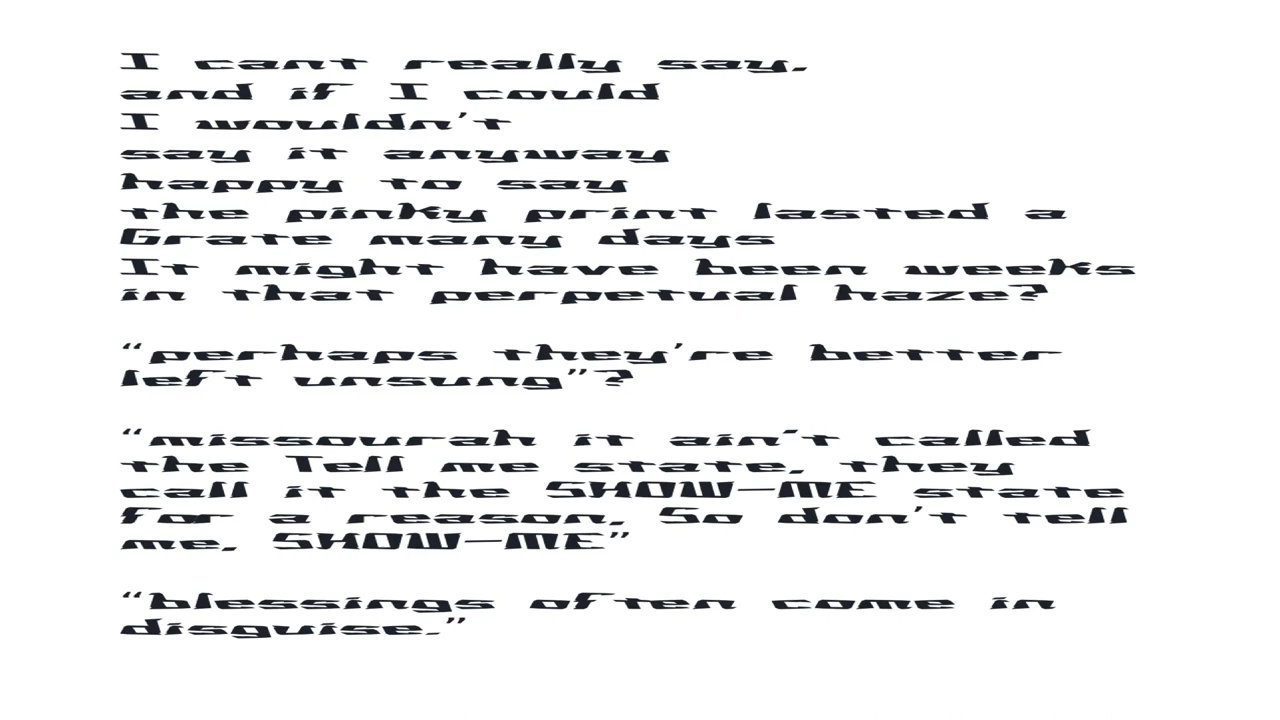 I cant really say,
and if I could
I wouldn't
say it anyway
happy to say
the pinky print lasted a
Grate many days
It might have been weeks
in that perpetual haze?
“perhaps they're better
left unsung”?
“missourah it ain't called
the Tell me state, they
call it the SHOW-ME state
for a reason, So don't tell
me, SHOW-ME”
“blessings often come in
disguise.”